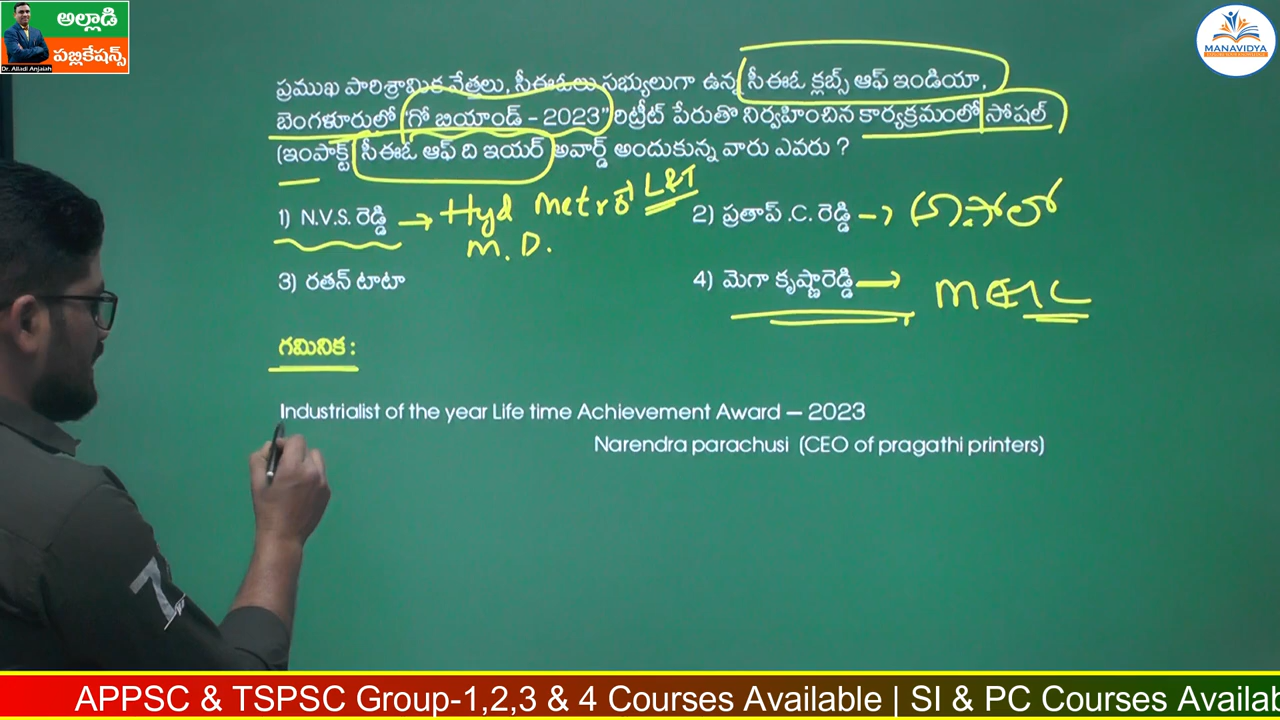 అల్లాడి
పబ్లికేషన్స్
Dr. Alladi Anjaiah
MANAVIDYA
ప్రముఖ పారిశ్రామిక వేత్తలు, సీఈఓలు సభ్యులుగా ఉన్న సీఈఓ క్లబ్స్ ఆఫ్ ఇండియా,
బెంగళూరులో "గో బియాండ్ – 2023" రిట్రీట్ పేరుతో నిర్వహించిన కార్యక్రమంలో సోషల్
(ఇంపాక్ట్ సీఈఓ ఆఫ్ ది ఇయర్ అవార్డ్ అందుకున్న వారు ఎవరు ?
1) N.V.S. రెడ్డి → Hyd Metro → L&T
M.D.
2) ప్రతాప్ .C. రెడ్డి → అపోలో
3) రతన్ టాటా
4) మెగా కృష్ణారెడ్డి → MEIL
గమినిక :
Industrialist of the year Life time Achievement Award – 2023
Narendra parachusi (CEO of pragathi printers)
APPSC & TSPSC Group-1,2,3 & 4 Courses Available | SI & PC Courses Availab